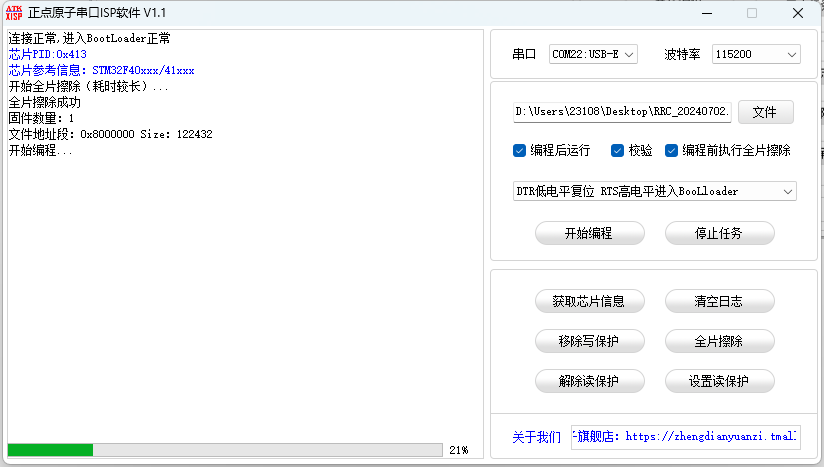 ATK
XISP
正点原子串口ISP软件 V1.1
连接正常,进入BootLoader正常
芯片PID:0x413
芯片参考信息: STM32F40xxx/41xxx
开始全片擦除（耗时较长）...
全片擦除成功
固件数量: 1
文件地址段: 0x8000000 Size: 122432
开始编程...
21%
串口
COM22:USB-E
波特率
115200
D:\Users\23108\Desktop\RRC_20240702.
文件
编程后运行
校验
编程前执行全片擦除
DTR低电平复位 RTS高电平进入BooLloader
开始编程
停止任务
获取芯片信息
清空日志
移除写保护
全片擦除
解除读保护
设置读保护
关于我们
旗舰店: https://zhengdianyuanzi.tmal